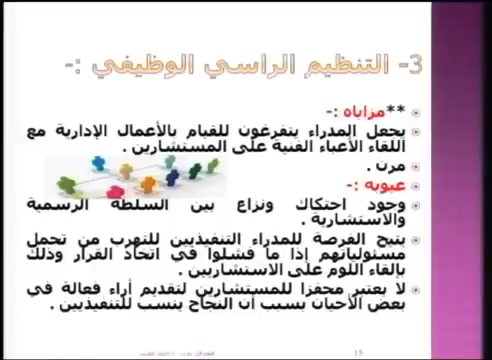 3- التنظيم الراسي الوظيفي :-
**مزاياه :-
يجعل المدراء يتفرغون للقيام بالأعمال الإدارية مع
القاء الأعباء الفنية على المستشارين .
مرن .
عيوبه :-
وجود احتكاك ونزاع بين السلطة الرسمية
والاستشارية .
يتيح الفرصة للمدراء التنفيذيين للتهرب من تحمل
مسئولياتهم إذا ما فشلوا في اتخاذ القرار وذلك
بإلقاء اللوم على الاستشاريين .
لا يعتبر محفزا للمستشارين لتقديم أراء فعالة في
بعض الأحيان بسبب أن النجاح ينسب للتنفيذيين .
15